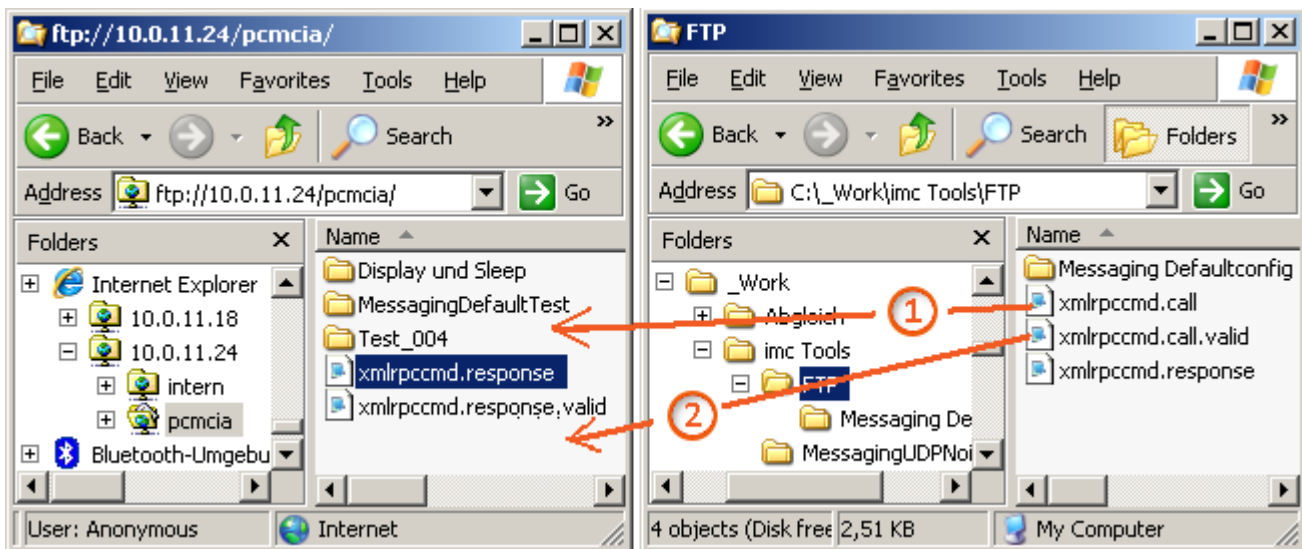 ftp://10.0.11.24/pcmcia/
File Edit View Favorites Tools Help
Back Search »
Address ftp://10.0.11.24/pcmcia/ Go
Folders x
Internet Explorer
10.0.11.18
10.0.11.24
intern
pcmcia
Bluetooth-Umgebu
Name
Display und Sleep
MessagingDefaultTest
Test_004
xmlrpccmd.response
xmlrpccmd.response.valid
User: Anonymous Internet
FTP
File Edit View Favorites Tools Help
Back Search Folders »
Address C:\_Work\imc Tools\FTP Go
Folders x
_Work
Abgleich
imc Tools
FTP
Messaging De
MessagingUDPNoi
Name
Messaging Defaultconfig
xmlrpccmd.call
xmlrpccmd.call.valid
xmlrpccmd.response
4 objects (Disk free 2,51 KB My Computer
1
2